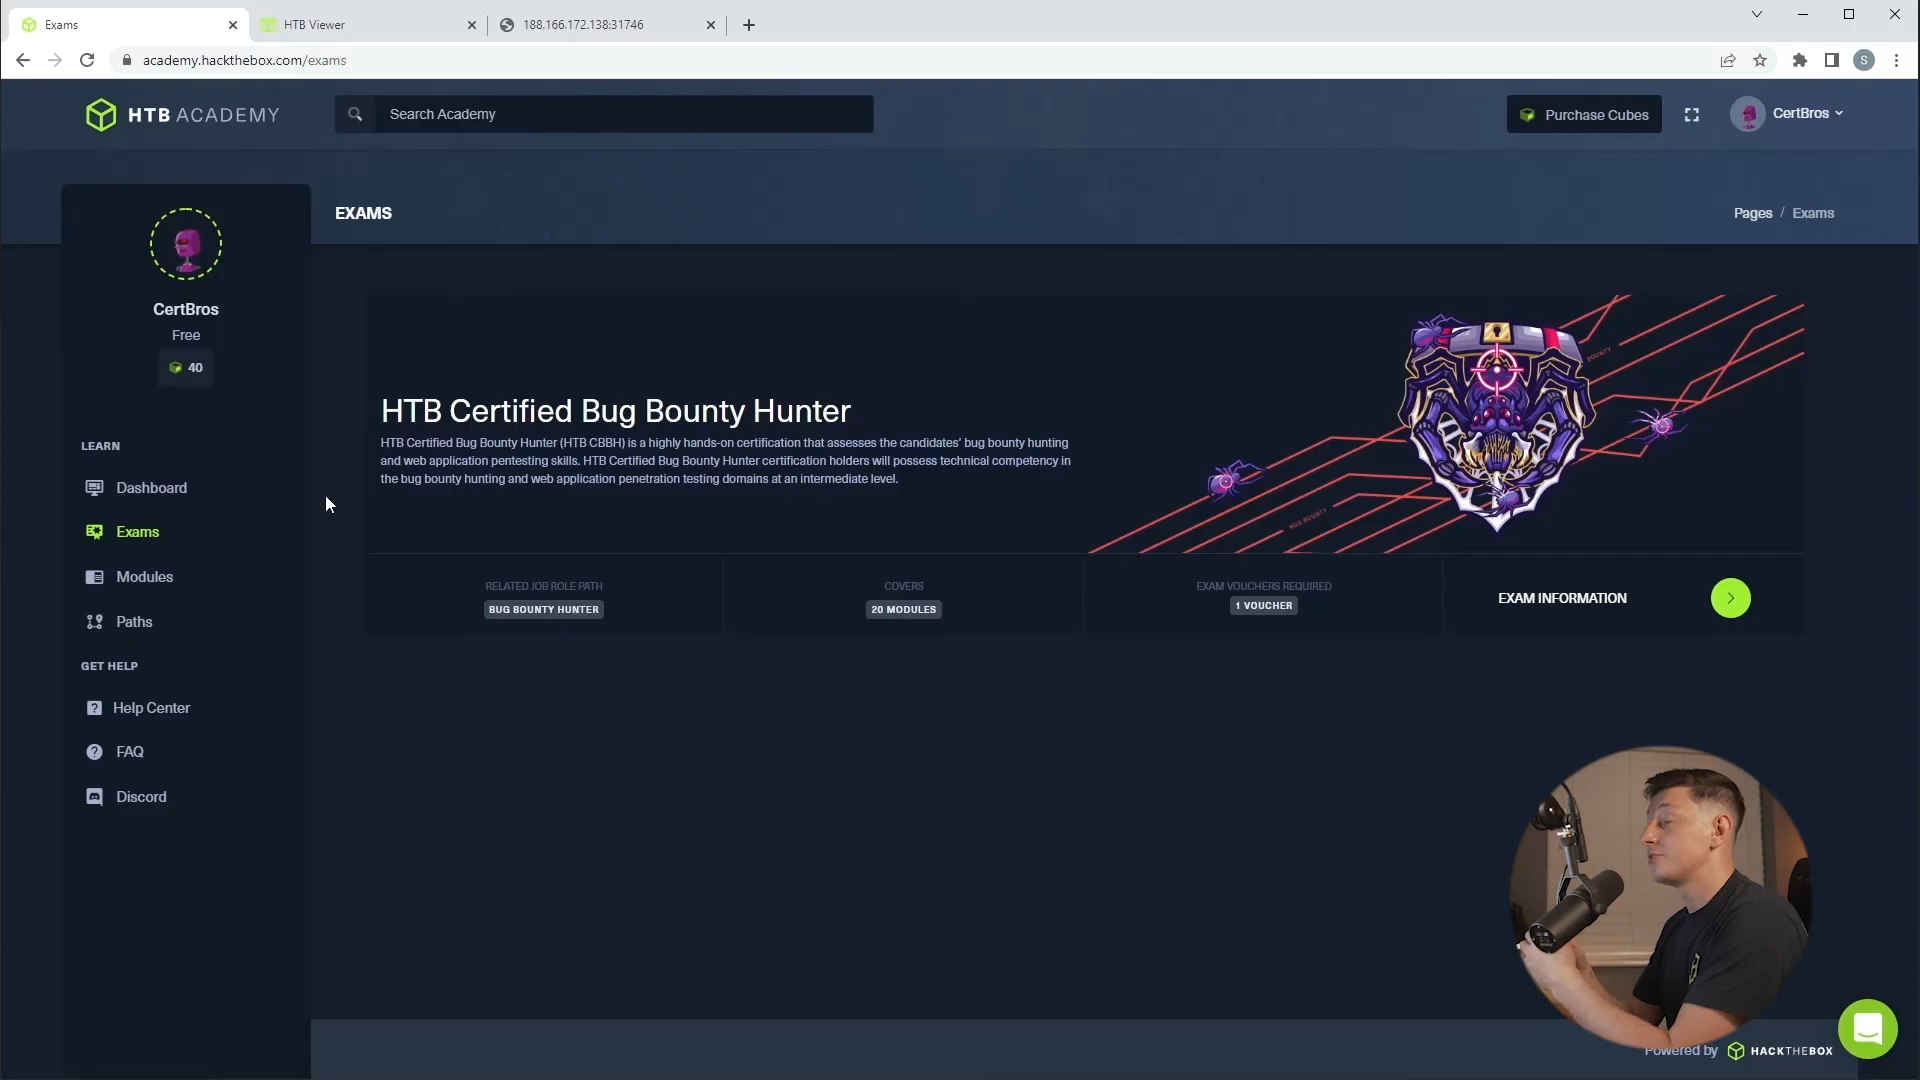 Exams
HTB Viewer
188.166.172.138:31746
academy.hackthebox.com/exams
S
HTB ACADEMY
Search Academy
Purchase Cubes
CertBros
EXAMS
Pages / Exams
CertBros
Free
40
LEARN
Dashboard
Exams
Modules
Paths
GET HELP
Help Center
FAQ
Discord
BOUNTY
BUG BOUNTY
HTB Certified Bug Bounty Hunter
HTB Certified Bug Bounty Hunter (HTB CBBH) is a highly hands-on certification that assesses the candidates' bug bounty hunting
and web application pentesting skills. HTB Certified Bug Bounty Hunter certification holders will possess technical competency in
the bug bounty hunting and web application penetration testing domains at an intermediate level.
RELATED JOB ROLE PATH
BUG BOUNTY HUNTER
COVERS
20 MODULES
EXAM VOUCHERS REQUIRED
1 VOUCHER
EXAM INFORMATION
Powered by HACKTHEBOX